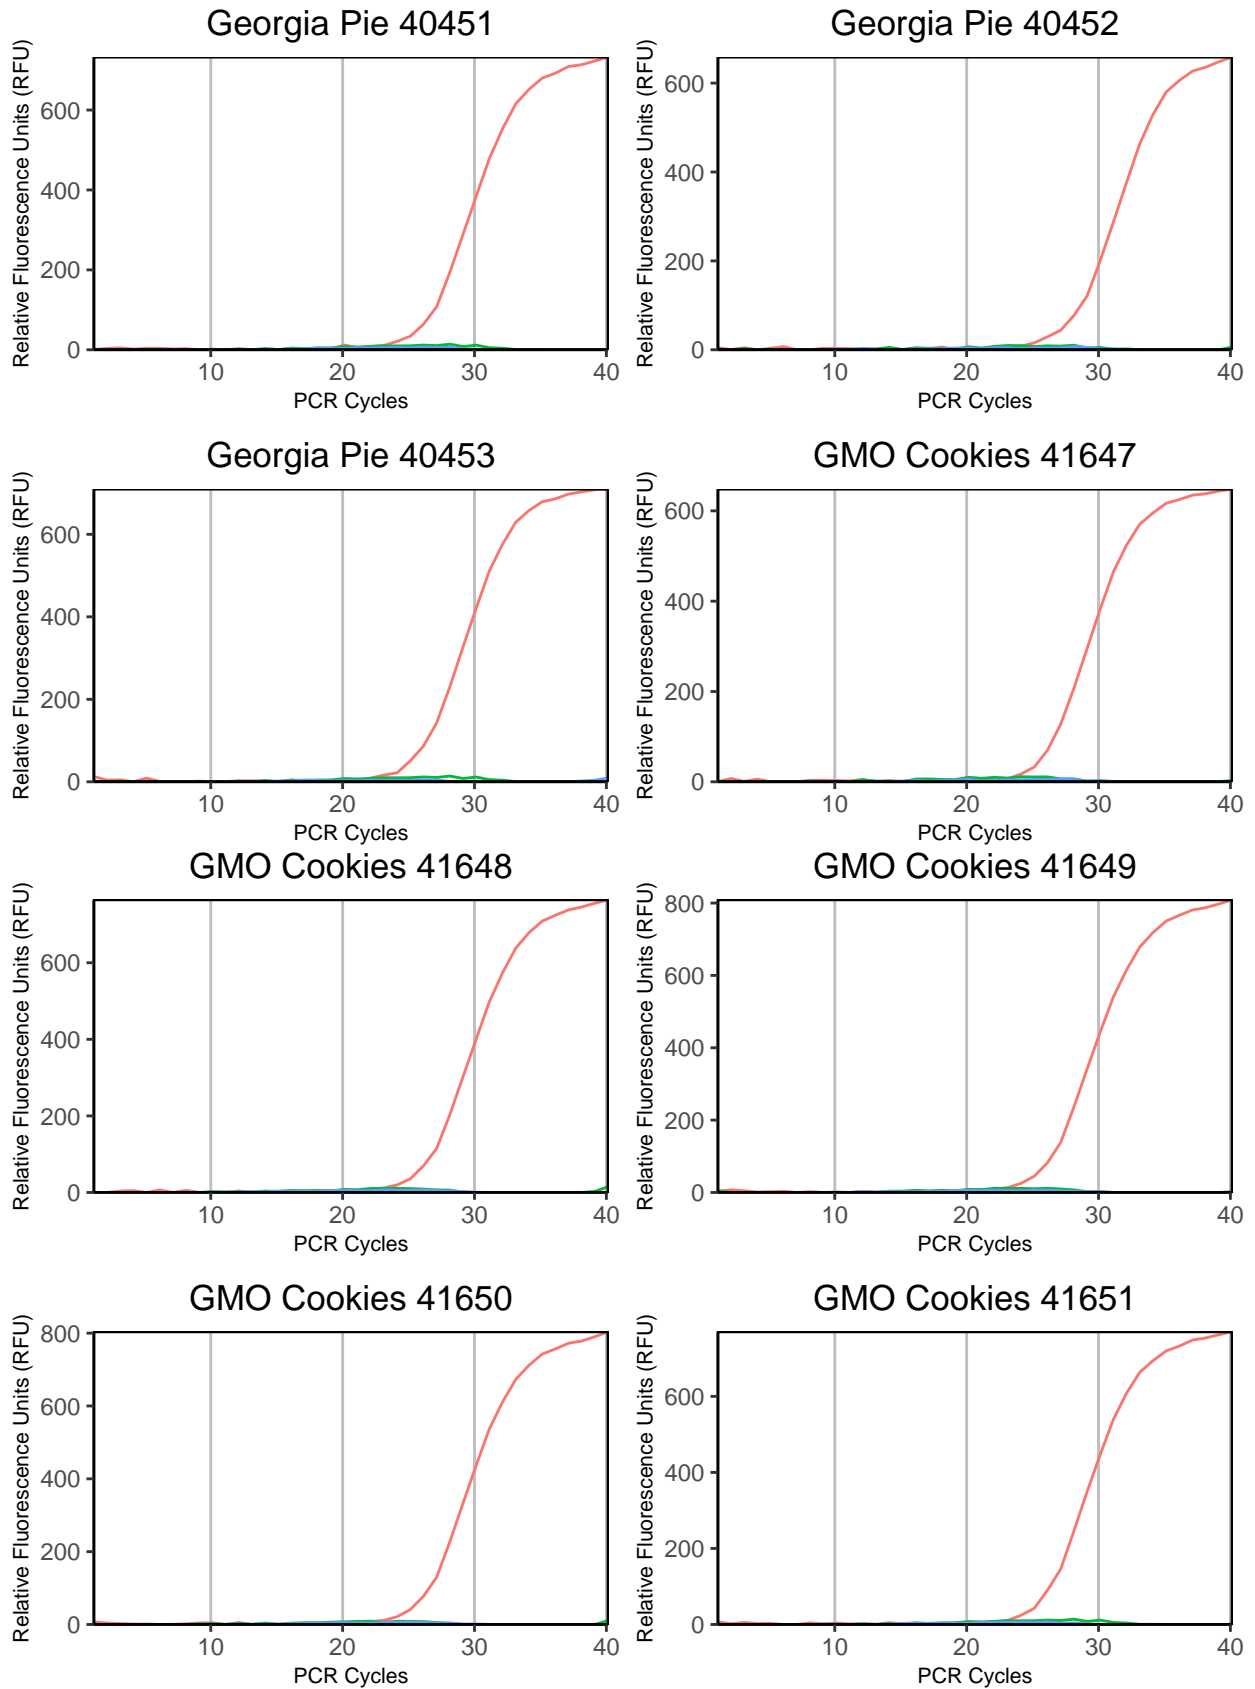 Georgia Pie 40451
Relative Fluorescence Units (RFU)
600
400
200
0
10 20 30 40
PCR Cycles
Georgia Pie 40452
Relative Fluorescence Units (RFU)
600
400
200
0
10 20 30 40
PCR Cycles
Georgia Pie 40453
Relative Fluorescence Units (RFU)
600
400
200
0
10 20 30 40
PCR Cycles
GMO Cookies 41647
Relative Fluorescence Units (RFU)
600
400
200
0
10 20 30 40
PCR Cycles
GMO Cookies 41648
Relative Fluorescence Units (RFU)
600
400
200
0
10 20 30 40
PCR Cycles
GMO Cookies 41649
Relative Fluorescence Units (RFU)
800
600
400
200
0
10 20 30 40
PCR Cycles
GMO Cookies 41650
Relative Fluorescence Units (RFU)
800
600
400
200
0
10 20 30 40
PCR Cycles
GMO Cookies 41651
Relative Fluorescence Units (RFU)
600
400
200
0
10 20 30 40
PCR Cycles